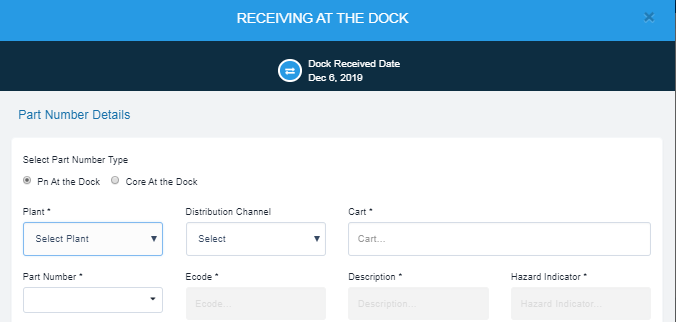 RECEIVING AT THE DOCK
Dock Received Date
Dec 6, 2019
Part Number Details
Select Part Number Type
Pn At the Dock Core At the Dock
Plant * Distribution Channel Cart *
Select Plant Select Cart...
Part Number * Ecode * Description * Hazard Indicator *
Ecode... Description... Hazard Indicator...